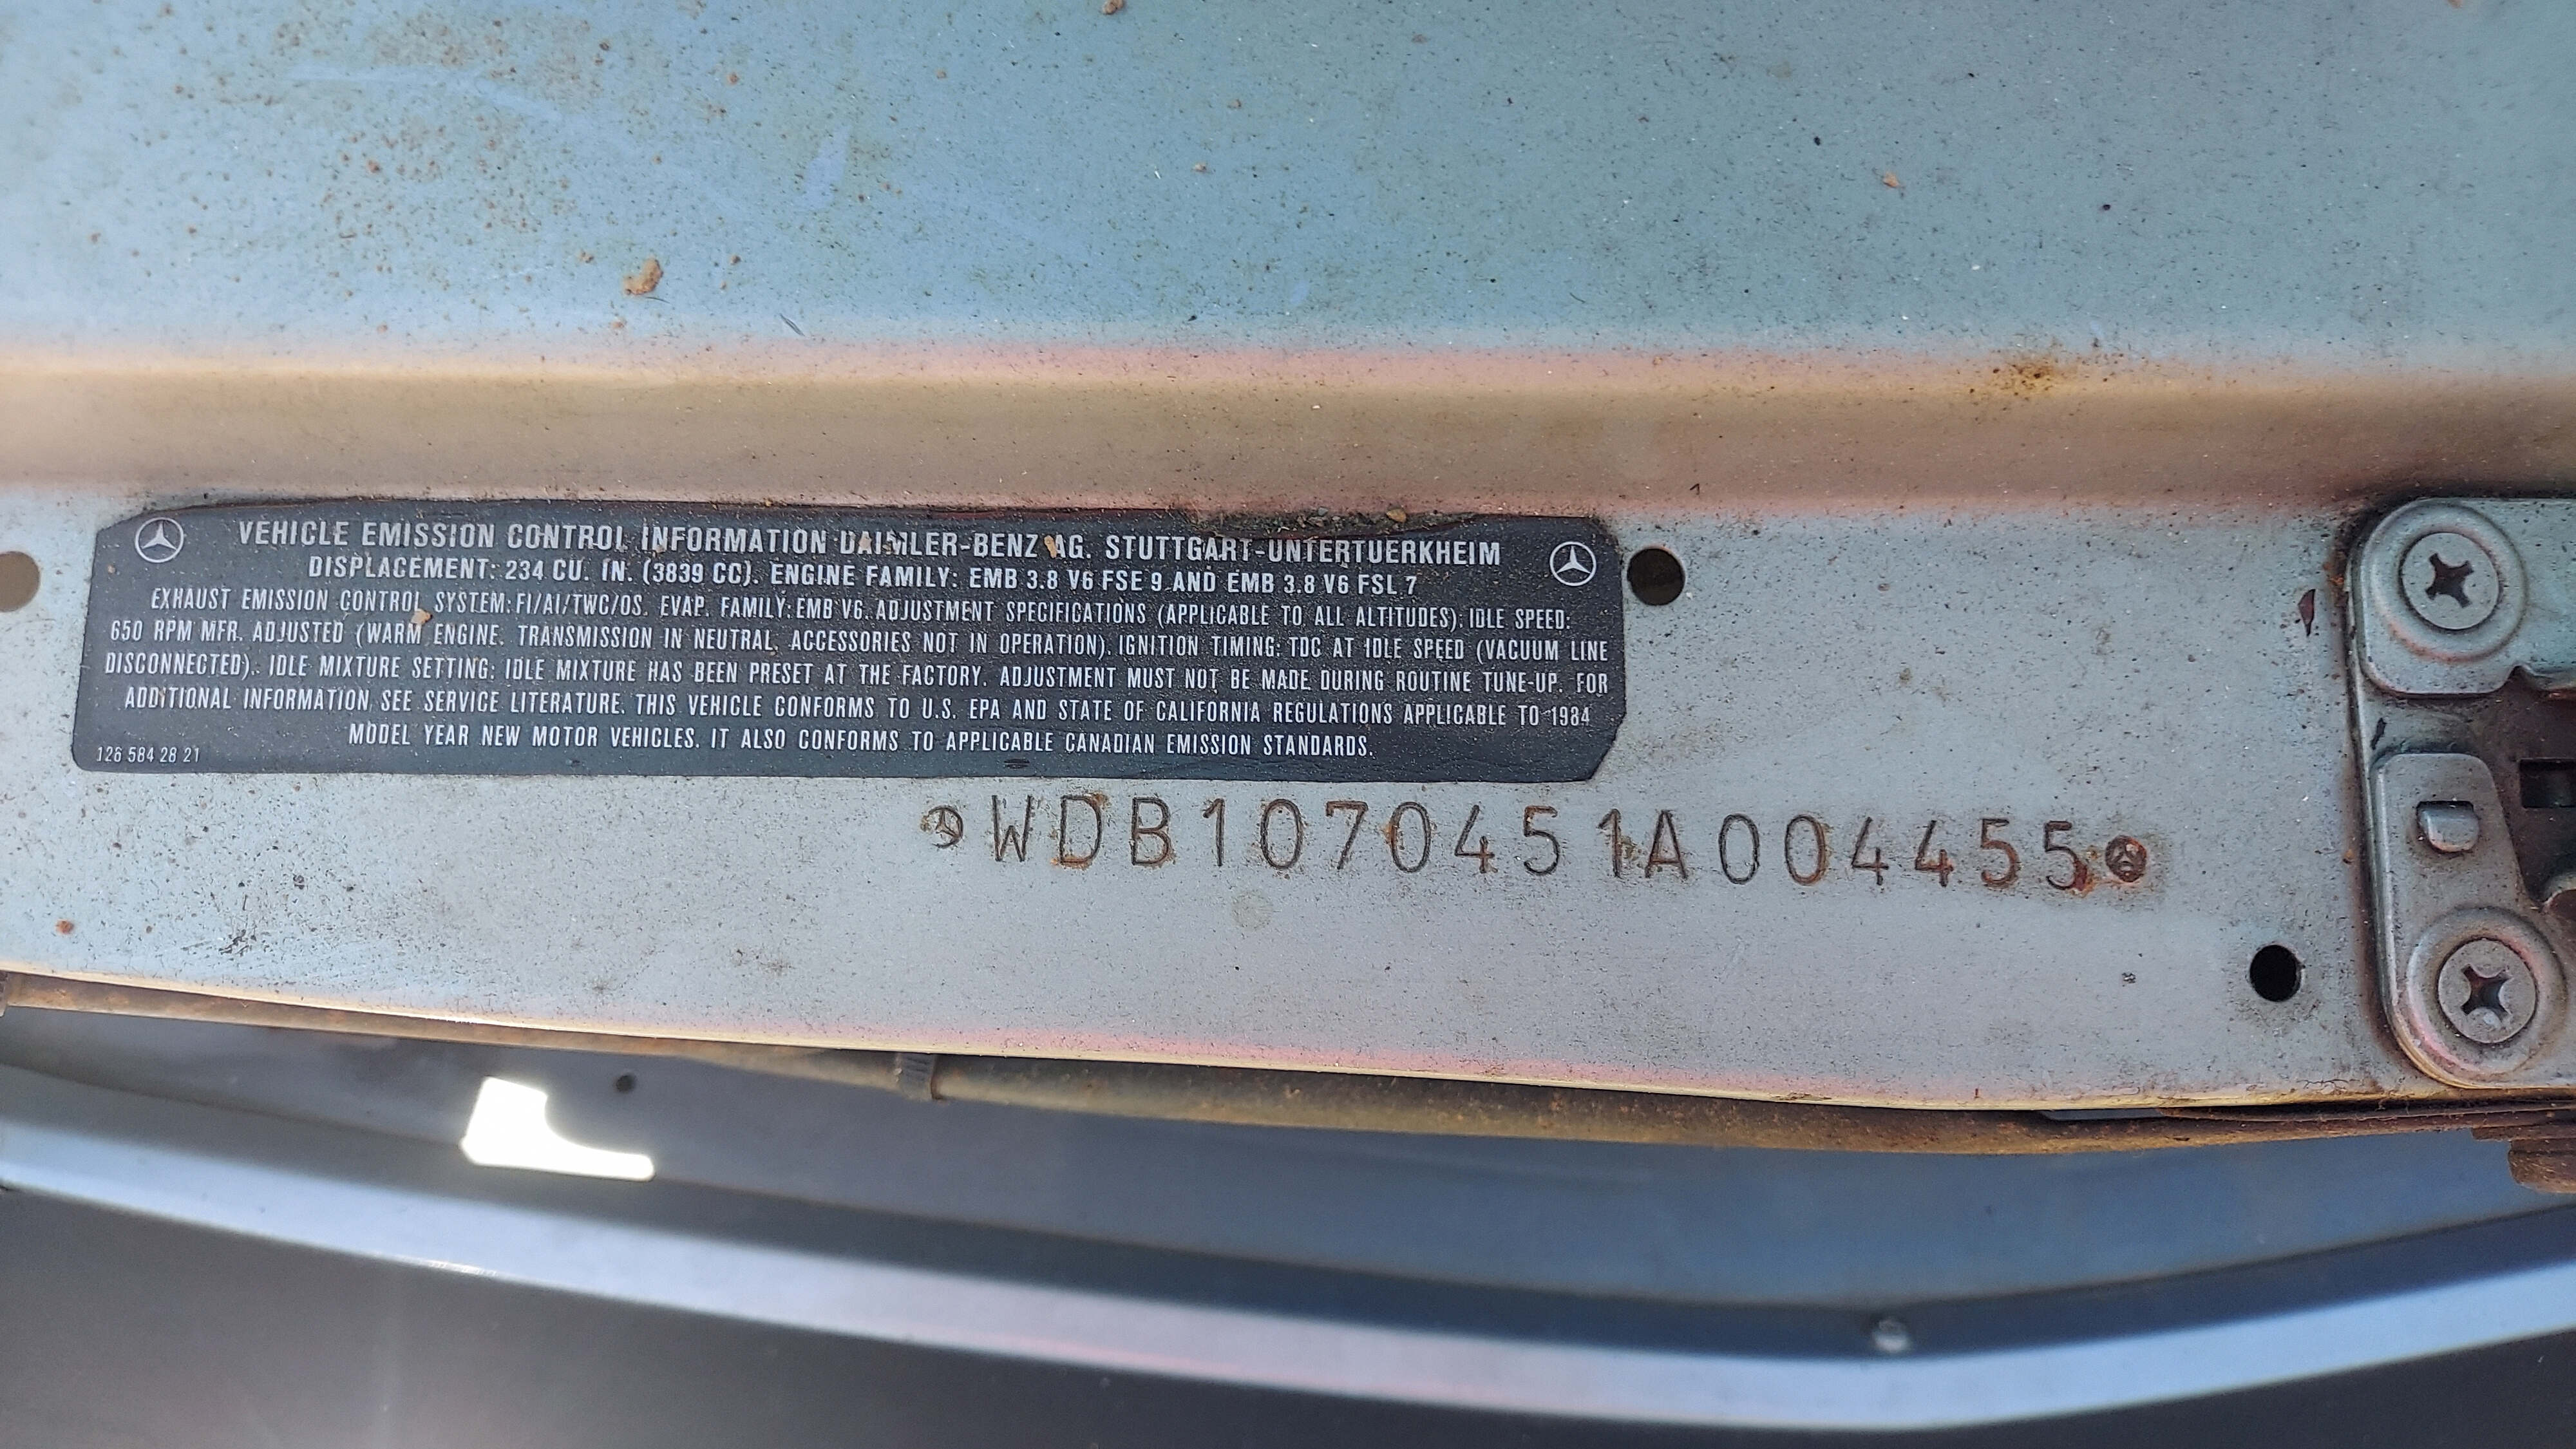 VEHICLE EMISSION CONTROL INFORMATION DAIMLER-BENZ AG. STUTTGART-UNTERTUERKHEIM
DISPLACEMENT: 234 CU. IN. (3839 CC). ENGINE FAMILY: EMB 3.8 V6 FSE 9 AND EMB 3.8 V6 FSL 7
EXHAUST EMISSION CONTROL SYSTEM: FI/AI/TWC/OS. EVAP. FAMILY: EMB V6. ADJUSTMENT SPECIFICATIONS (APPLICABLE TO ALL ALTITUDES): IDLE SPEED:
650 RPM MFR. ADJUSTED (WARM ENGINE. TRANSMISSION IN NEUTRAL, ACCESSORIES NOT IN OPERATION). IGNITION TIMING: TDC AT IDLE SPEED (VACUUM LINE
DISCONNECTED). IDLE MIXTURE SETTING: IDLE MIXTURE HAS BEEN PRESET AT THE FACTORY. ADJUSTMENT MUST NOT BE MADE DURING ROUTINE TUNE-UP. FOR
ADDITIONAL INFORMATION, SEE SERVICE LITERATURE. THIS VEHICLE CONFORMS TO U.S. EPA AND STATE OF CALIFORNIA REGULATIONS APPLICABLE TO 1984
MODEL YEAR NEW MOTOR VEHICLES. IT ALSO CONFORMS TO APPLICABLE CANADIAN EMISSION STANDARDS.
126 584 28 21
WDB1070451A004455